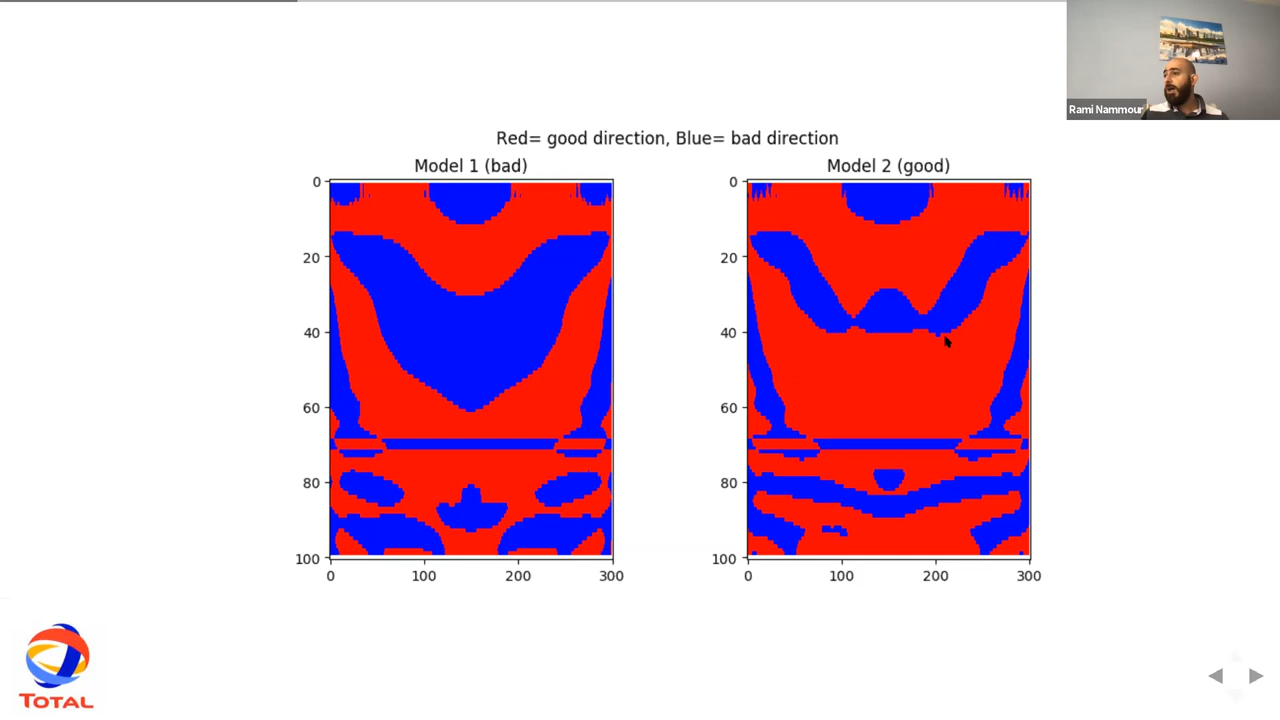 Rami Nammour
Red= good direction, Blue= bad direction
Model 1 (bad)
Model 2 (good)
0
20
40
60
80
100
0 100 200 300
0
20
40
60
80
100
0 100 200 300
TOTAL